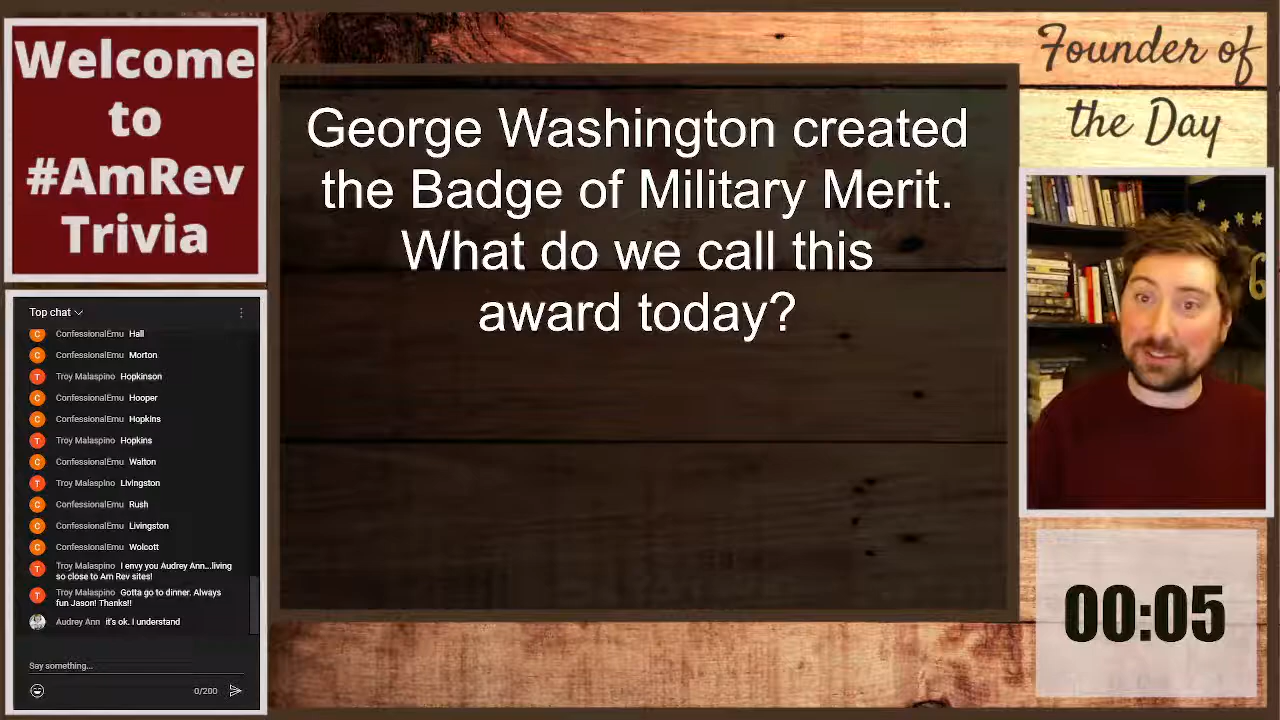 Welcome
to
#AmRev
Trivia
George Washington created
the Badge of Military Merit.
What do we call this
award today?
Founder of
the Day
Top chat
C ConfessionalEmu Hall
C ConfessionalEmu Morton
T Troy Malaspino Hopkinson
C ConfessionalEmu Hooper
C ConfessionalEmu Hopkins
T Troy Malaspino Hopkins
C ConfessionalEmu Walton
T Troy Malaspino Livingston
C ConfessionalEmu Rush
C ConfessionalEmu Livingston
C ConfessionalEmu Wolcott
T Troy Malaspino I envy you Audrey Ann...living
so close to Am Rev sites!
T Troy Malaspino Gotta go to dinner. Always
fun Jason! Thanks!!
Audrey Ann it's ok. I understand
Say something...
0/200
00:05